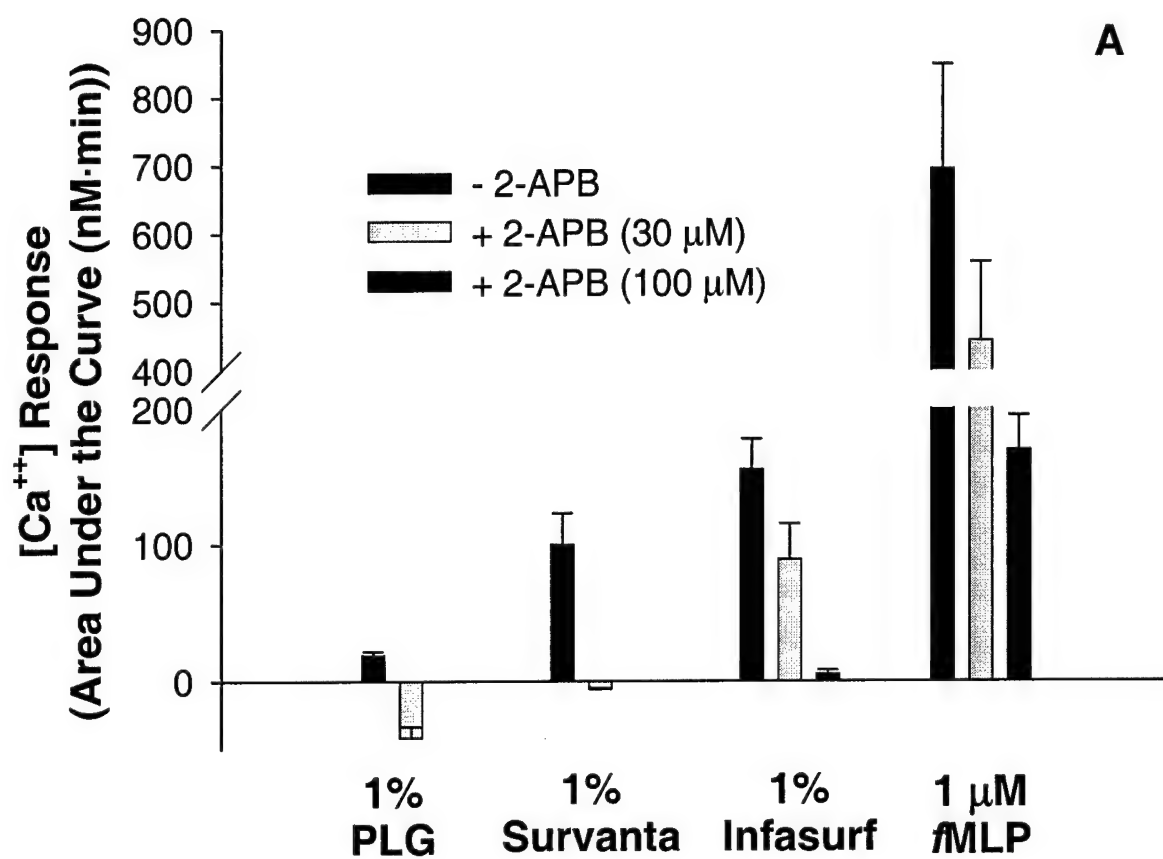 A
900
800
700
600
500
400
200
100
0
[Ca++] Response
(Area Under the Curve (nM·min))
- 2-APB
+ 2-APB (30 μM)
+ 2-APB (100 μM)
1% PLG
1% Survanta
1% Infasurf
1 μM fMLP